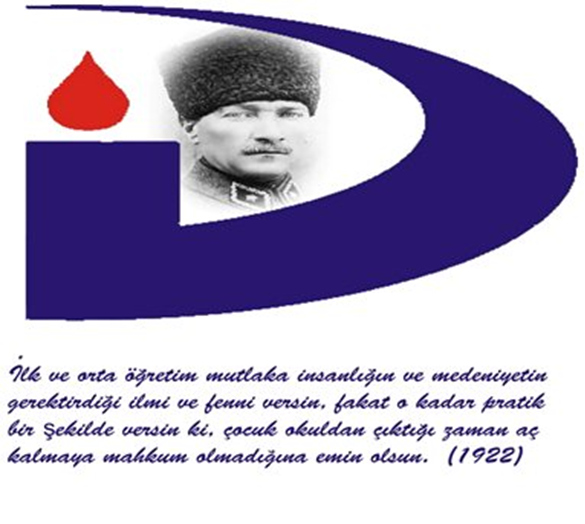 İlk ve orta öğretim mutlaka insanlığın ve medeniyetin
gerektirdiği ilmi ve fenni versin, fakat o kadar pratik
bir şekilde versin ki, çocuk okuldan çıktığı zaman aç
kalmaya mahkum olmadığına emin olsun. (1922)